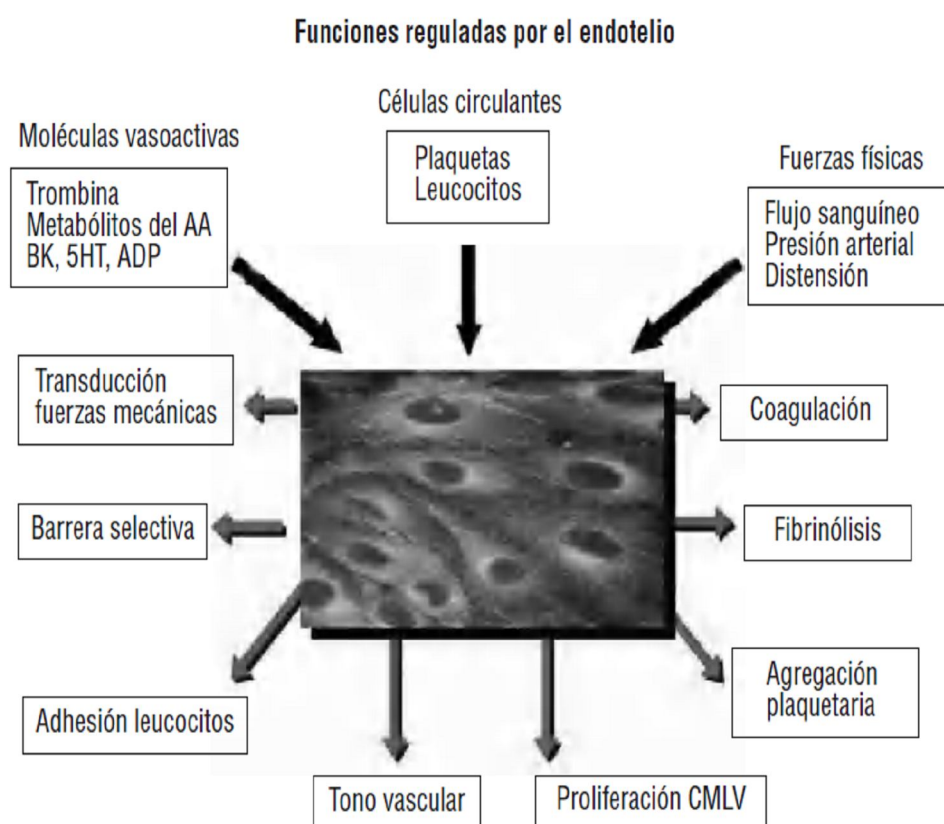 Funciones reguladas por el endotelio
Células circulantes
Moléculas vasoactivas
Plaquetas
Leucocitos
Fuerzas físicas
Trombina
Metabólitos del AA
BK, 5HT, ADP
Flujo sanguíneo
Presión arterial
Distensión
Transducción
fuerzas mecánicas
Coagulación
Barrera selectiva
Fibrinólisis
Adhesión leucocitos
Agregación
plaquetaria
Tono vascular
Proliferación CMLV